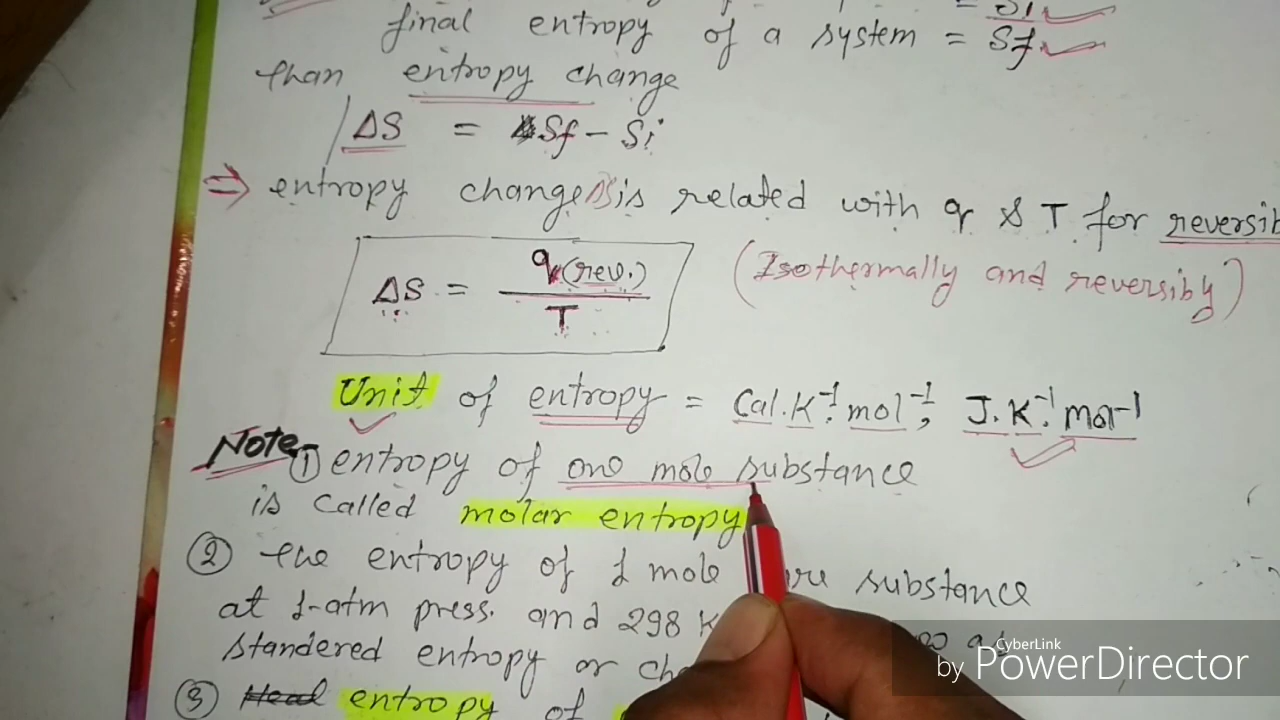 = Si
final entropy of a system = Sf
than entropy change
ΔS = Sf - Si
⇒ entropy change ΔS is related with q & T for
ΔS = q(rev.) / T (Isothermally and reversibly)
Unit of entropy = Cal.K⁻¹.mol⁻¹, J.K⁻¹.mol⁻¹
Note ① entropy of one mole substance
is called molar entropy
② the entropy of 1 mole substance
at 1-atm press. and 298 K
standered entropy or
③ Heat entropy of
CyberLink
by PowerDirector